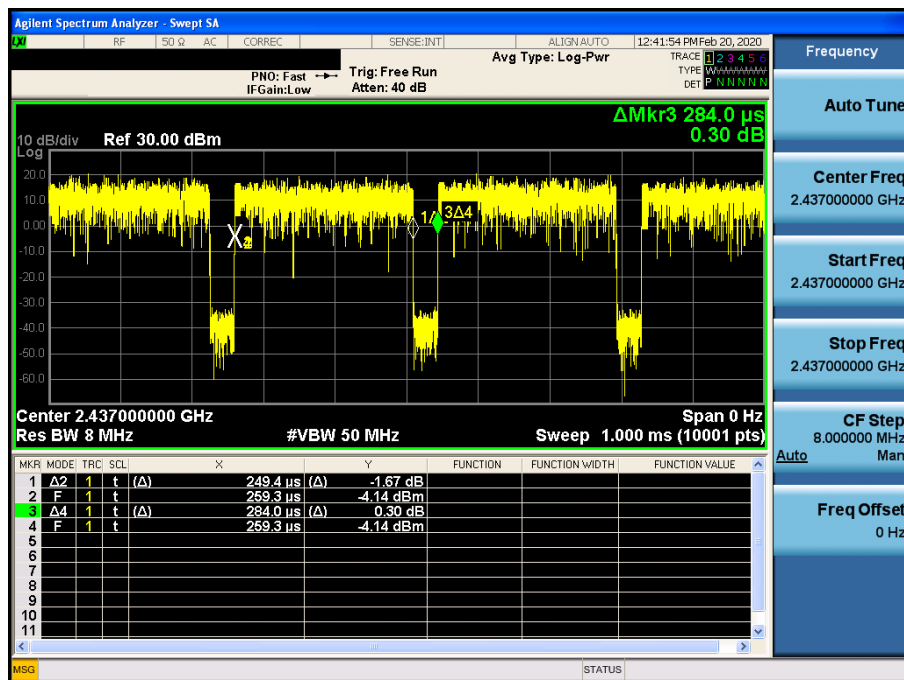 Agilent Spectrum Analyzer - Swept SA
LXI RF 50 Ω AC CORREC SENSE:INT ALIGN AUTO 12:41:54 PM Feb 20, 2020
Frequency
Avg Type: Log-Pwr
TRACE 1 2 3 4 5 6
PNO: Fast Trig: Free Run
TYPE W
IFGain:Low Atten: 40 dB
DET P N N N N N
Auto Tune
ΔMkr3 284.0 µs
0.30 dB
10 dB/div Ref 30.00 dBm
Log
20.0
10.0
0.00
-10.0
-20.0
-30.0
-40.0
-50.0
-60.0
3Δ4
Center Freq
2.437000000 GHz
Start Freq
2.437000000 GHz
Stop Freq
2.437000000 GHz
Center 2.437000000 GHz Span 0 Hz
Res BW 8 MHz #VBW 50 MHz Sweep 1.000 ms (10001 pts)
CF Step
8.000000 MHz
Auto Man
MKR MODE TRC SCL X Y FUNCTION FUNCTION WIDTH FUNCTION VALUE
1 Δ2 1 t (Δ) 249.4 µs (Δ) -1.67 dB
2 F 1 t 259.3 µs -4.14 dBm
3 Δ4 1 t (Δ) 284.0 µs (Δ) 0.30 dB
4 F 1 t 259.3 µs -4.14 dBm
5
6
7
8
9
10
11
Freq Offset
0 Hz
MSG STATUS